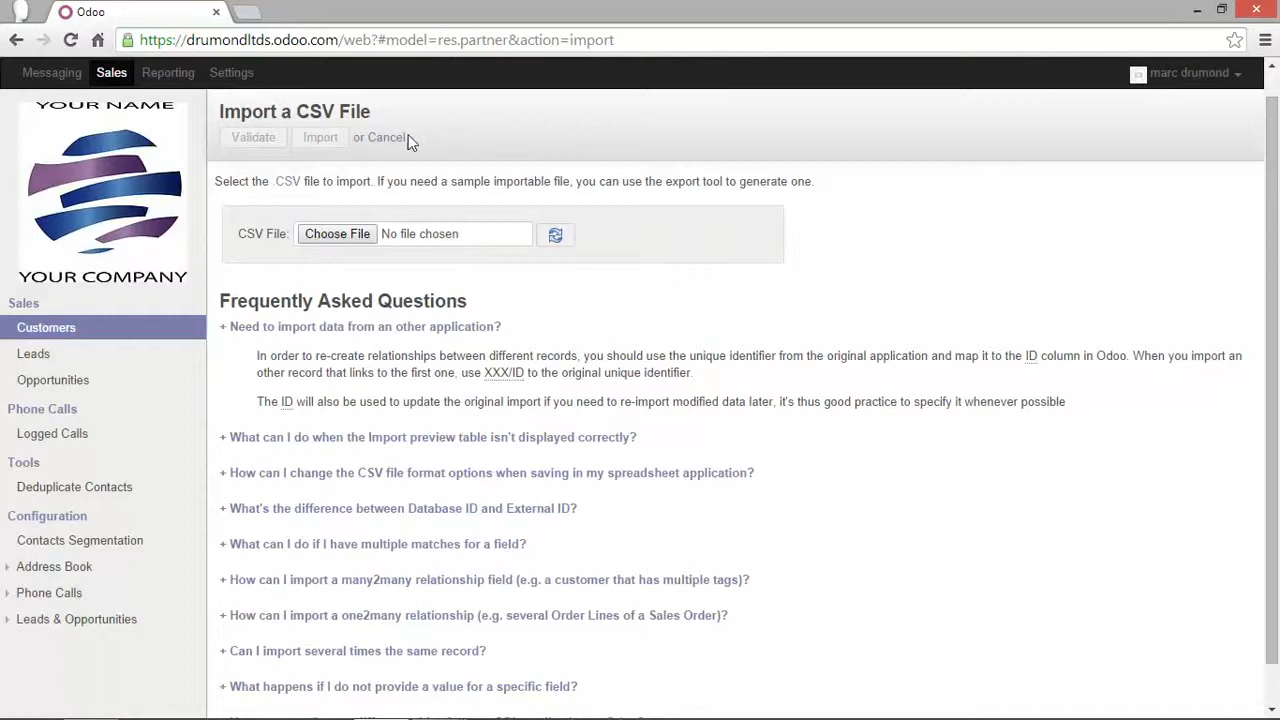 Odoo
https://drumondltds.odoo.com/web?#model=res.partner&action=import
Messaging Sales Reporting Settings marc drumond
YOUR NAME
YOUR COMPANY
Sales
Customers
Leads
Opportunities
Phone Calls
Logged Calls
Tools
Deduplicate Contacts
Configuration
Contacts Segmentation
Address Book
Phone Calls
Leads & Opportunities
Import a CSV File
Validate Import or Cancel
Select the .CSV file to import. If you need a sample importable file, you can use the export tool to generate one.
CSV File: Choose File No file chosen
Frequently Asked Questions
+ Need to import data from an other application?
In order to re-create relationships between different records, you should use the unique identifier from the original application and map it to the ID column in Odoo. When you import an
other record that links to the first one, use XXX/ID to the original unique identifier.
The ID will also be used to update the original import if you need to re-import modified data later, it's thus good practice to specify it whenever possible
+ What can I do when the Import preview table isn't displayed correctly?
+ How can I change the CSV file format options when saving in my spreadsheet application?
+ What's the difference between Database ID and External ID?
+ What can I do if I have multiple matches for a field?
+ How can I import a many2many relationship field (e.g. a customer that has multiple tags)?
+ How can I import a one2many relationship (e.g. several Order Lines of a Sales Order)?
+ Can I import several times the same record?
+ What happens if I do not provide a value for a specific field?